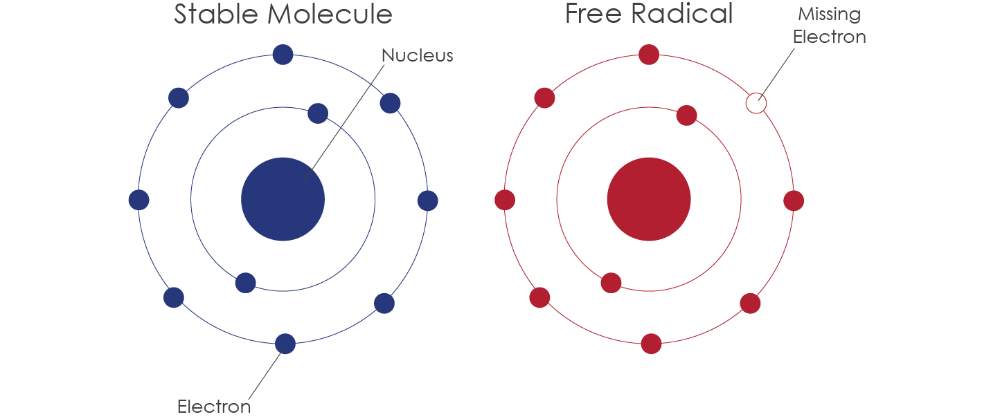 Stable Molecule
Free Radical
Missing
Electron
Nucleus
Electron